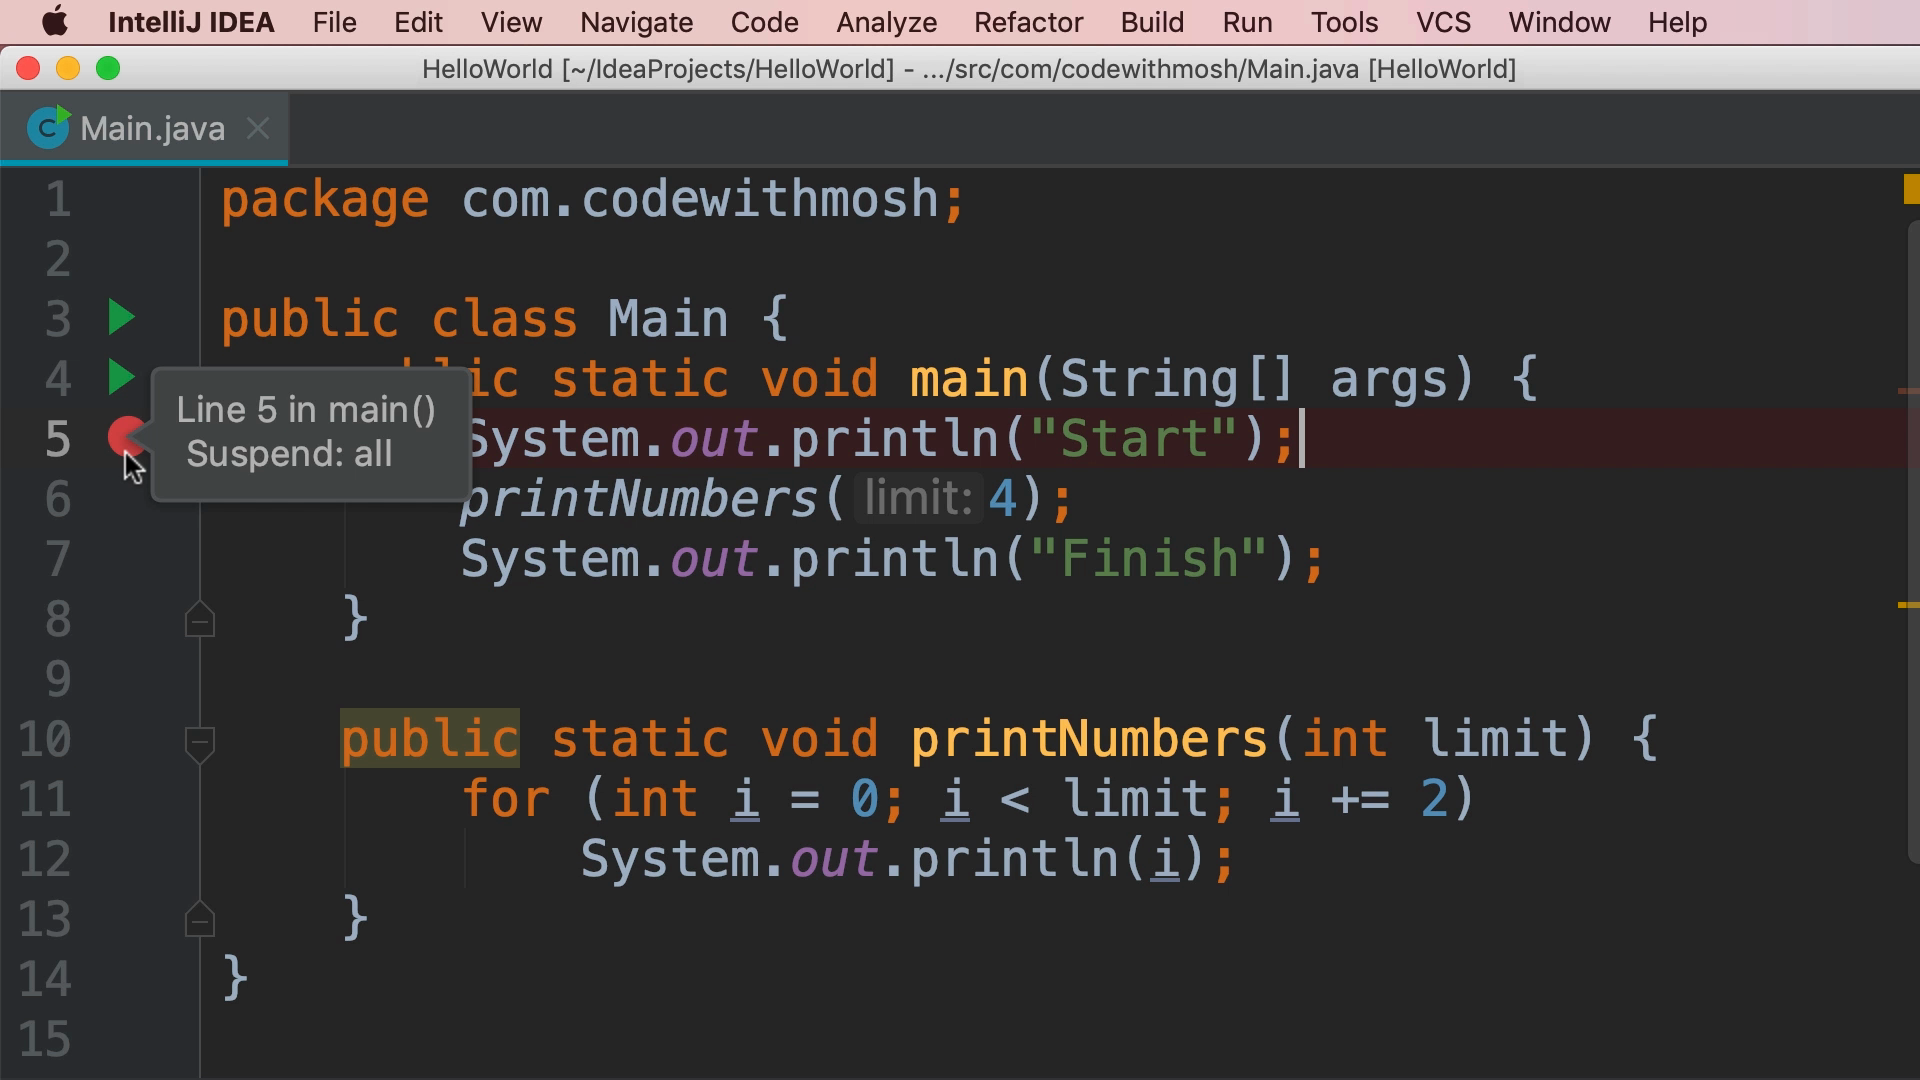 IntelliJ IDEA File Edit View Navigate Code Analyze Refactor Build Run Tools VCS Window Help
HelloWorld [~/IdeaProjects/HelloWorld] - .../src/com/codewithmosh/Main.java [HelloWorld]
C Main.java
1 package com.codewithmosh;
2
3 public class Main {
4 blic static void main(String[] args) {
Line 5 in main()
Suspend: all
5 System.out.println("Start");
6 printNumbers( limit: 4);
7 System.out.println("Finish");
8 }
9
10 public static void printNumbers(int limit) {
11 for (int i = 0; i < limit; i += 2)
12 System.out.println(i);
13 }
14 }
15